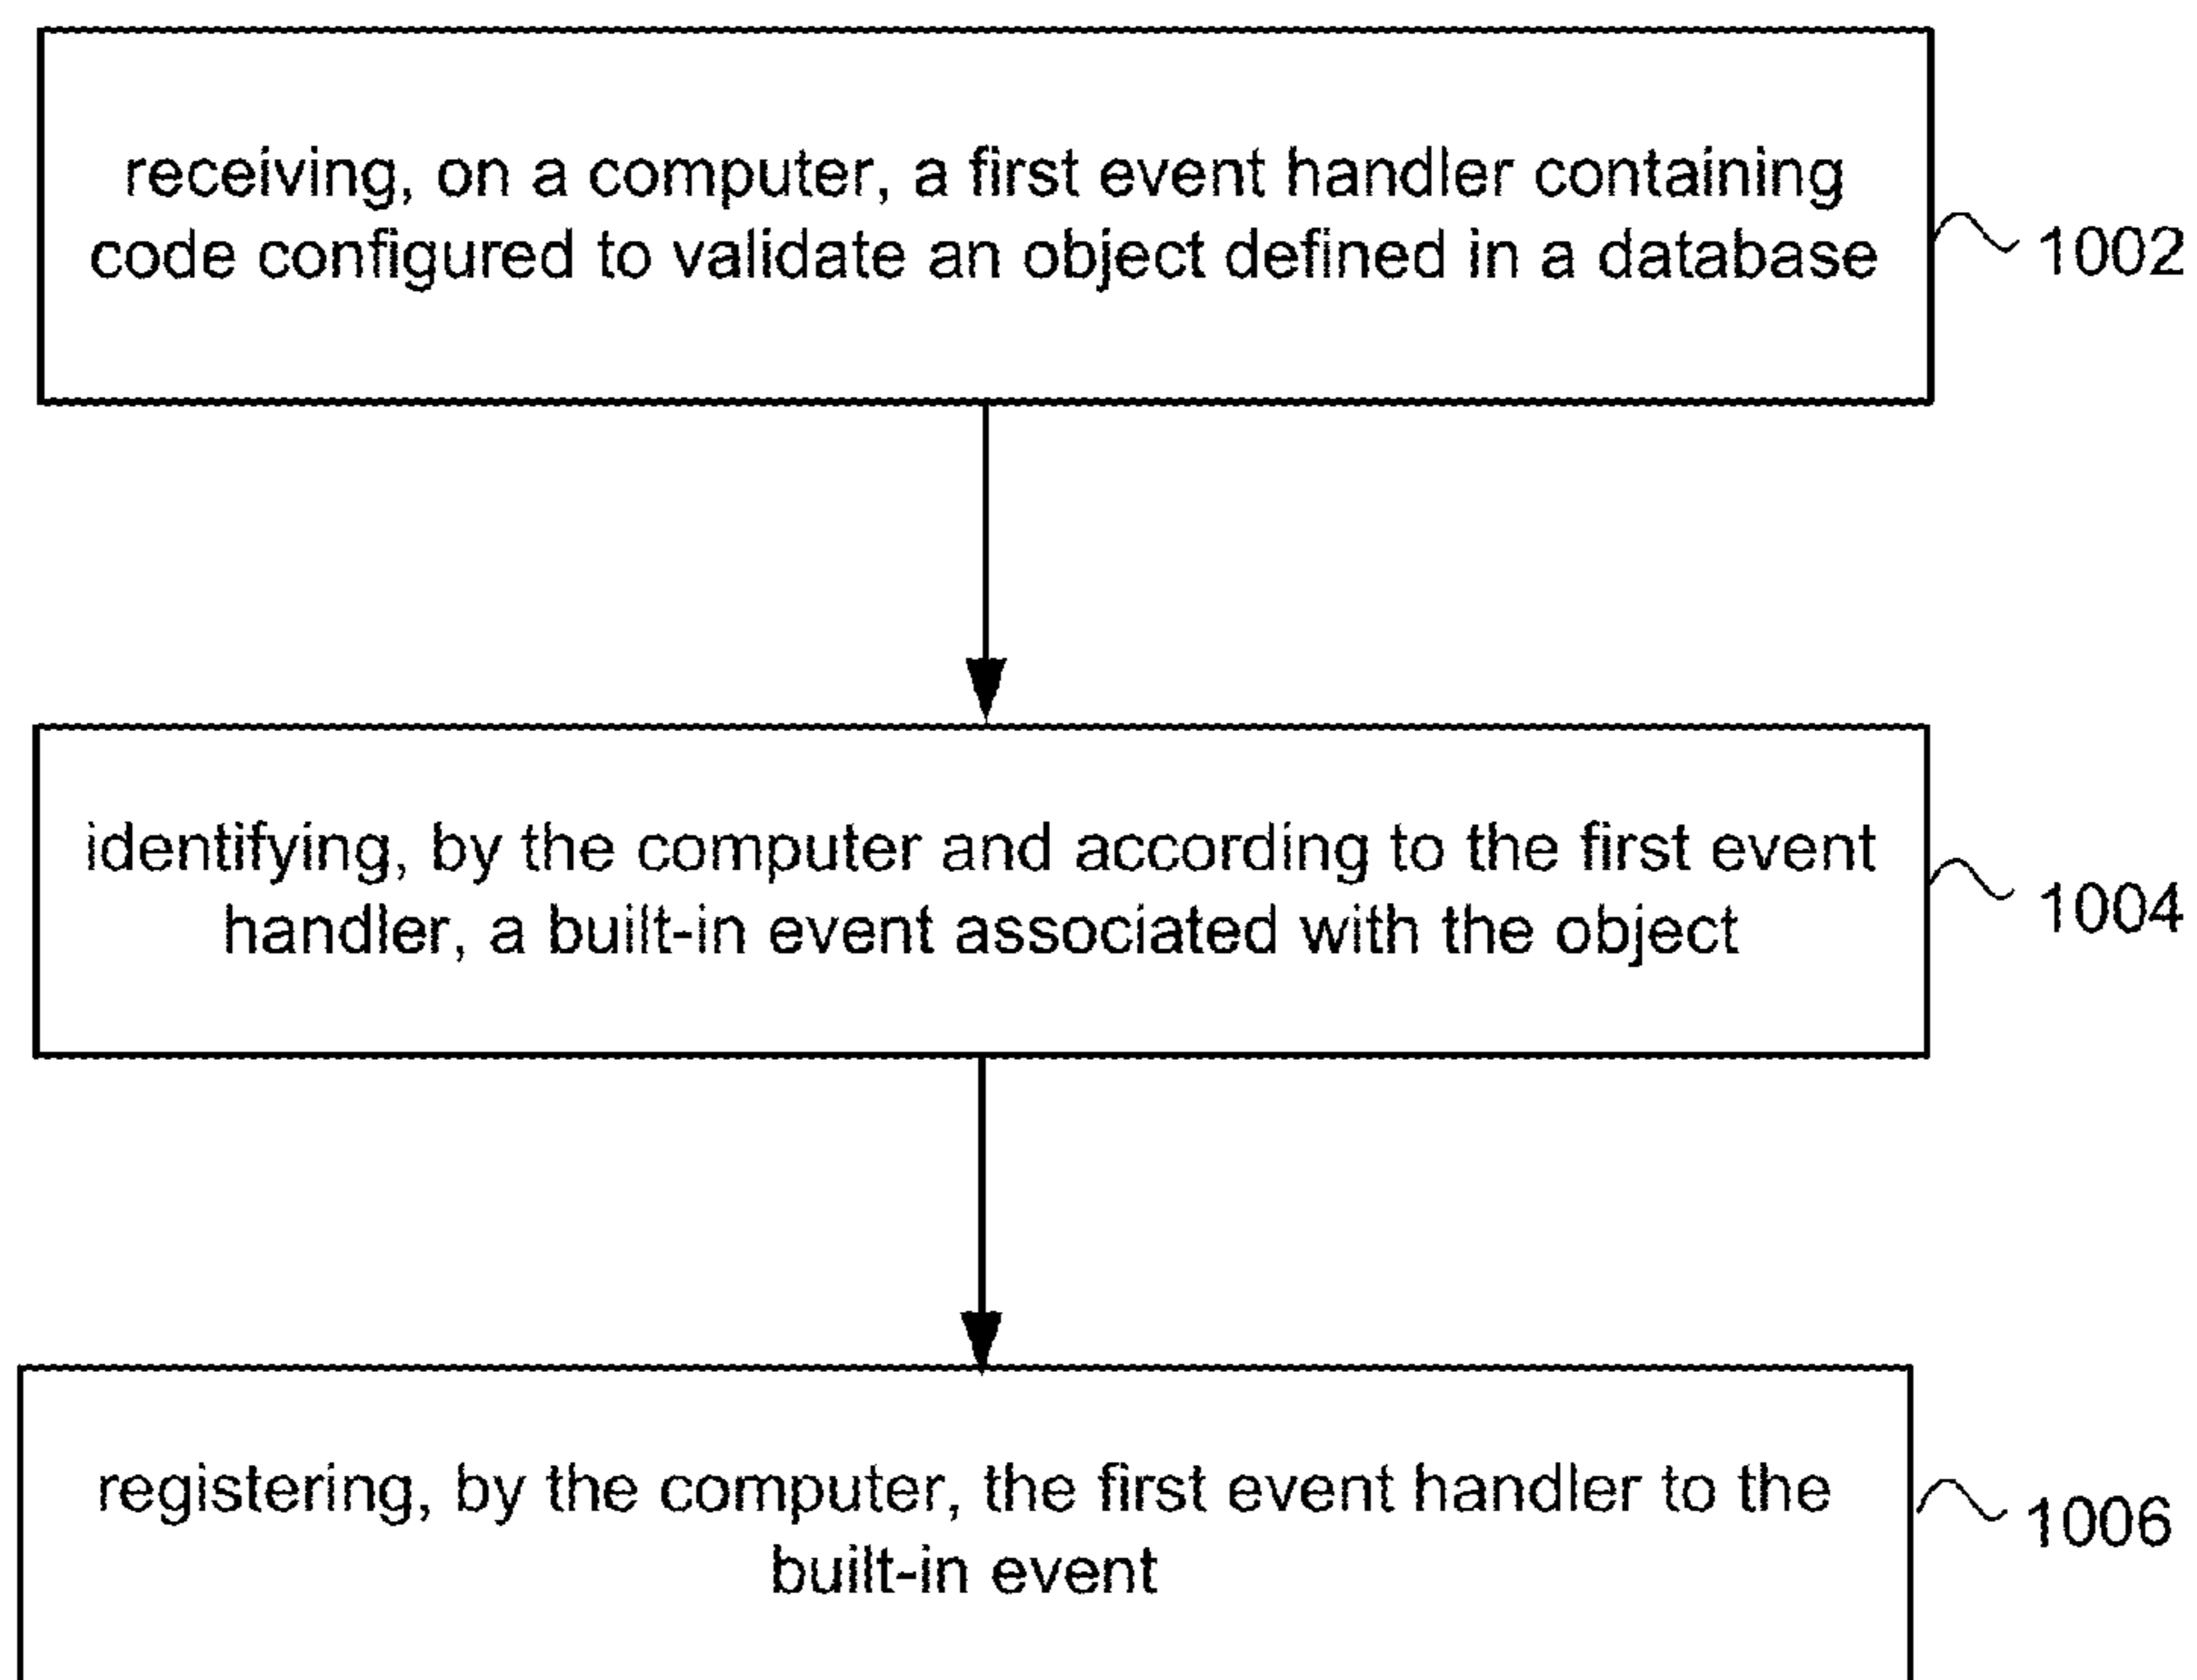 receiving, on a computer, a first event handler containing
code configured to validate an object defined in a database
1002
identifying, by the computer and according to the first event
handler, a built-in event associated with the object
1004
registering, by the computer, the first event handler to the
built-in event
1006